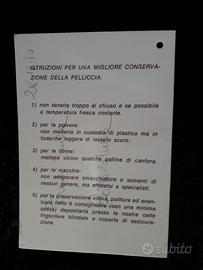 ISTRUZIONI PER UNA MIGLIORE CONSERVA-
ZIONE DELLA PELLICCIA:
1) non tenerla troppo al chiuso e se possibile
a temperatura fresca costante.
2) per la polvere:
non metterla in custodia di plastica ma in
foderine leggere di tessuto scuro.
3) per le tarme:
mettere vicino qualche pallina di canfora.
4) per le macchie:
non adoperare smacchiatore o solventi di
nessun genere, ma affidarsi a specialisti.
5) per la preservazione estiva, pulitura ed even-
tuale è consigliabile (con una minima
spesa) depositarla presso le nostre celle
frigorifere blindate e coperte di assicura-
zione.
subito